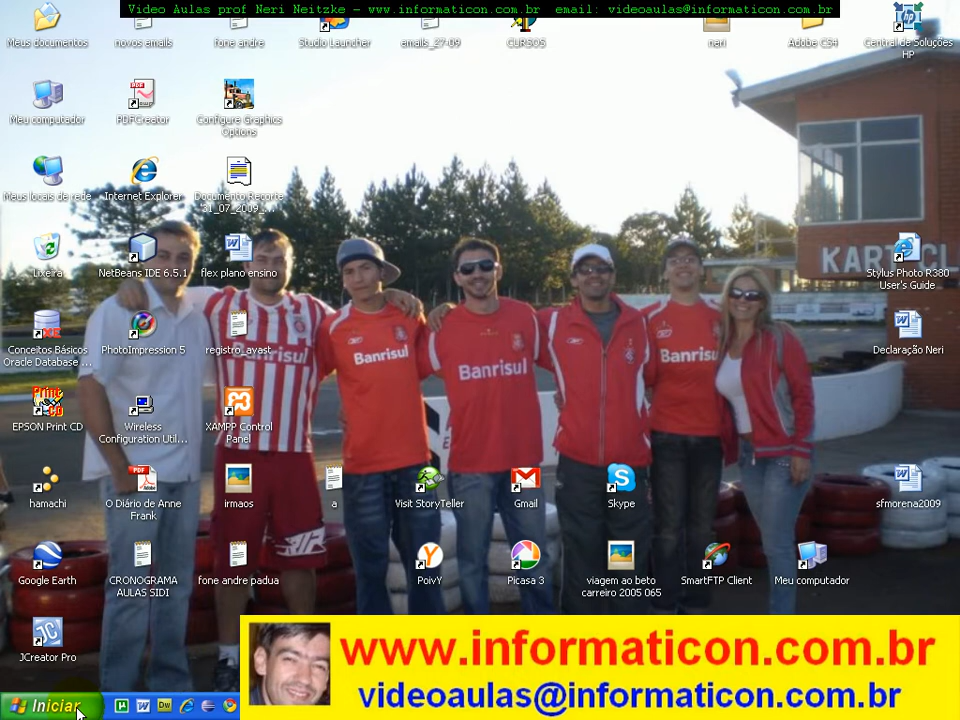 Video Aulas prof Neri Neitzke – www.informaticon.com.br email: videoaulas@informaticon.com.br
Meus documentos
novos emails
fone andre
Studio Launcher
emails_27-09
CURSOS
neri
Adobe CS4
Central de Soluções
HP
Meu computador
PDFCreator
Configure Graphics
Options
Meus locais de rede
Internet Explorer
Documento Recorte
31_07_2009 ...
Lixeira
NetBeans IDE 6.5.1
flex plano ensino
KART CL
Stylus Photo R380
User's Guide
Conceitos Básicos
Oracle Database ...
PhotoImpression 5
registro_avast
Declaração Neri
Banrisul
Banrisul
Banrisul
Banrisul
EPSON Print CD
Wireless
Configuration Util...
XAMPP Control
Panel
hamachi
O Diário de Anne
Frank
irmaos
a
Visit StoryTeller
Gmail
Skype
sfmorena2009
Google Earth
CRONOGRAMA
AULAS SIDI
fone andre padua
PoivY
Picasa 3
viagem ao beto
carreiro 2005 065
SmartFTP Client
Meu computador
JCreator Pro
www.informaticon.com.br
videoaulas@informaticon.com.br
Iniciar